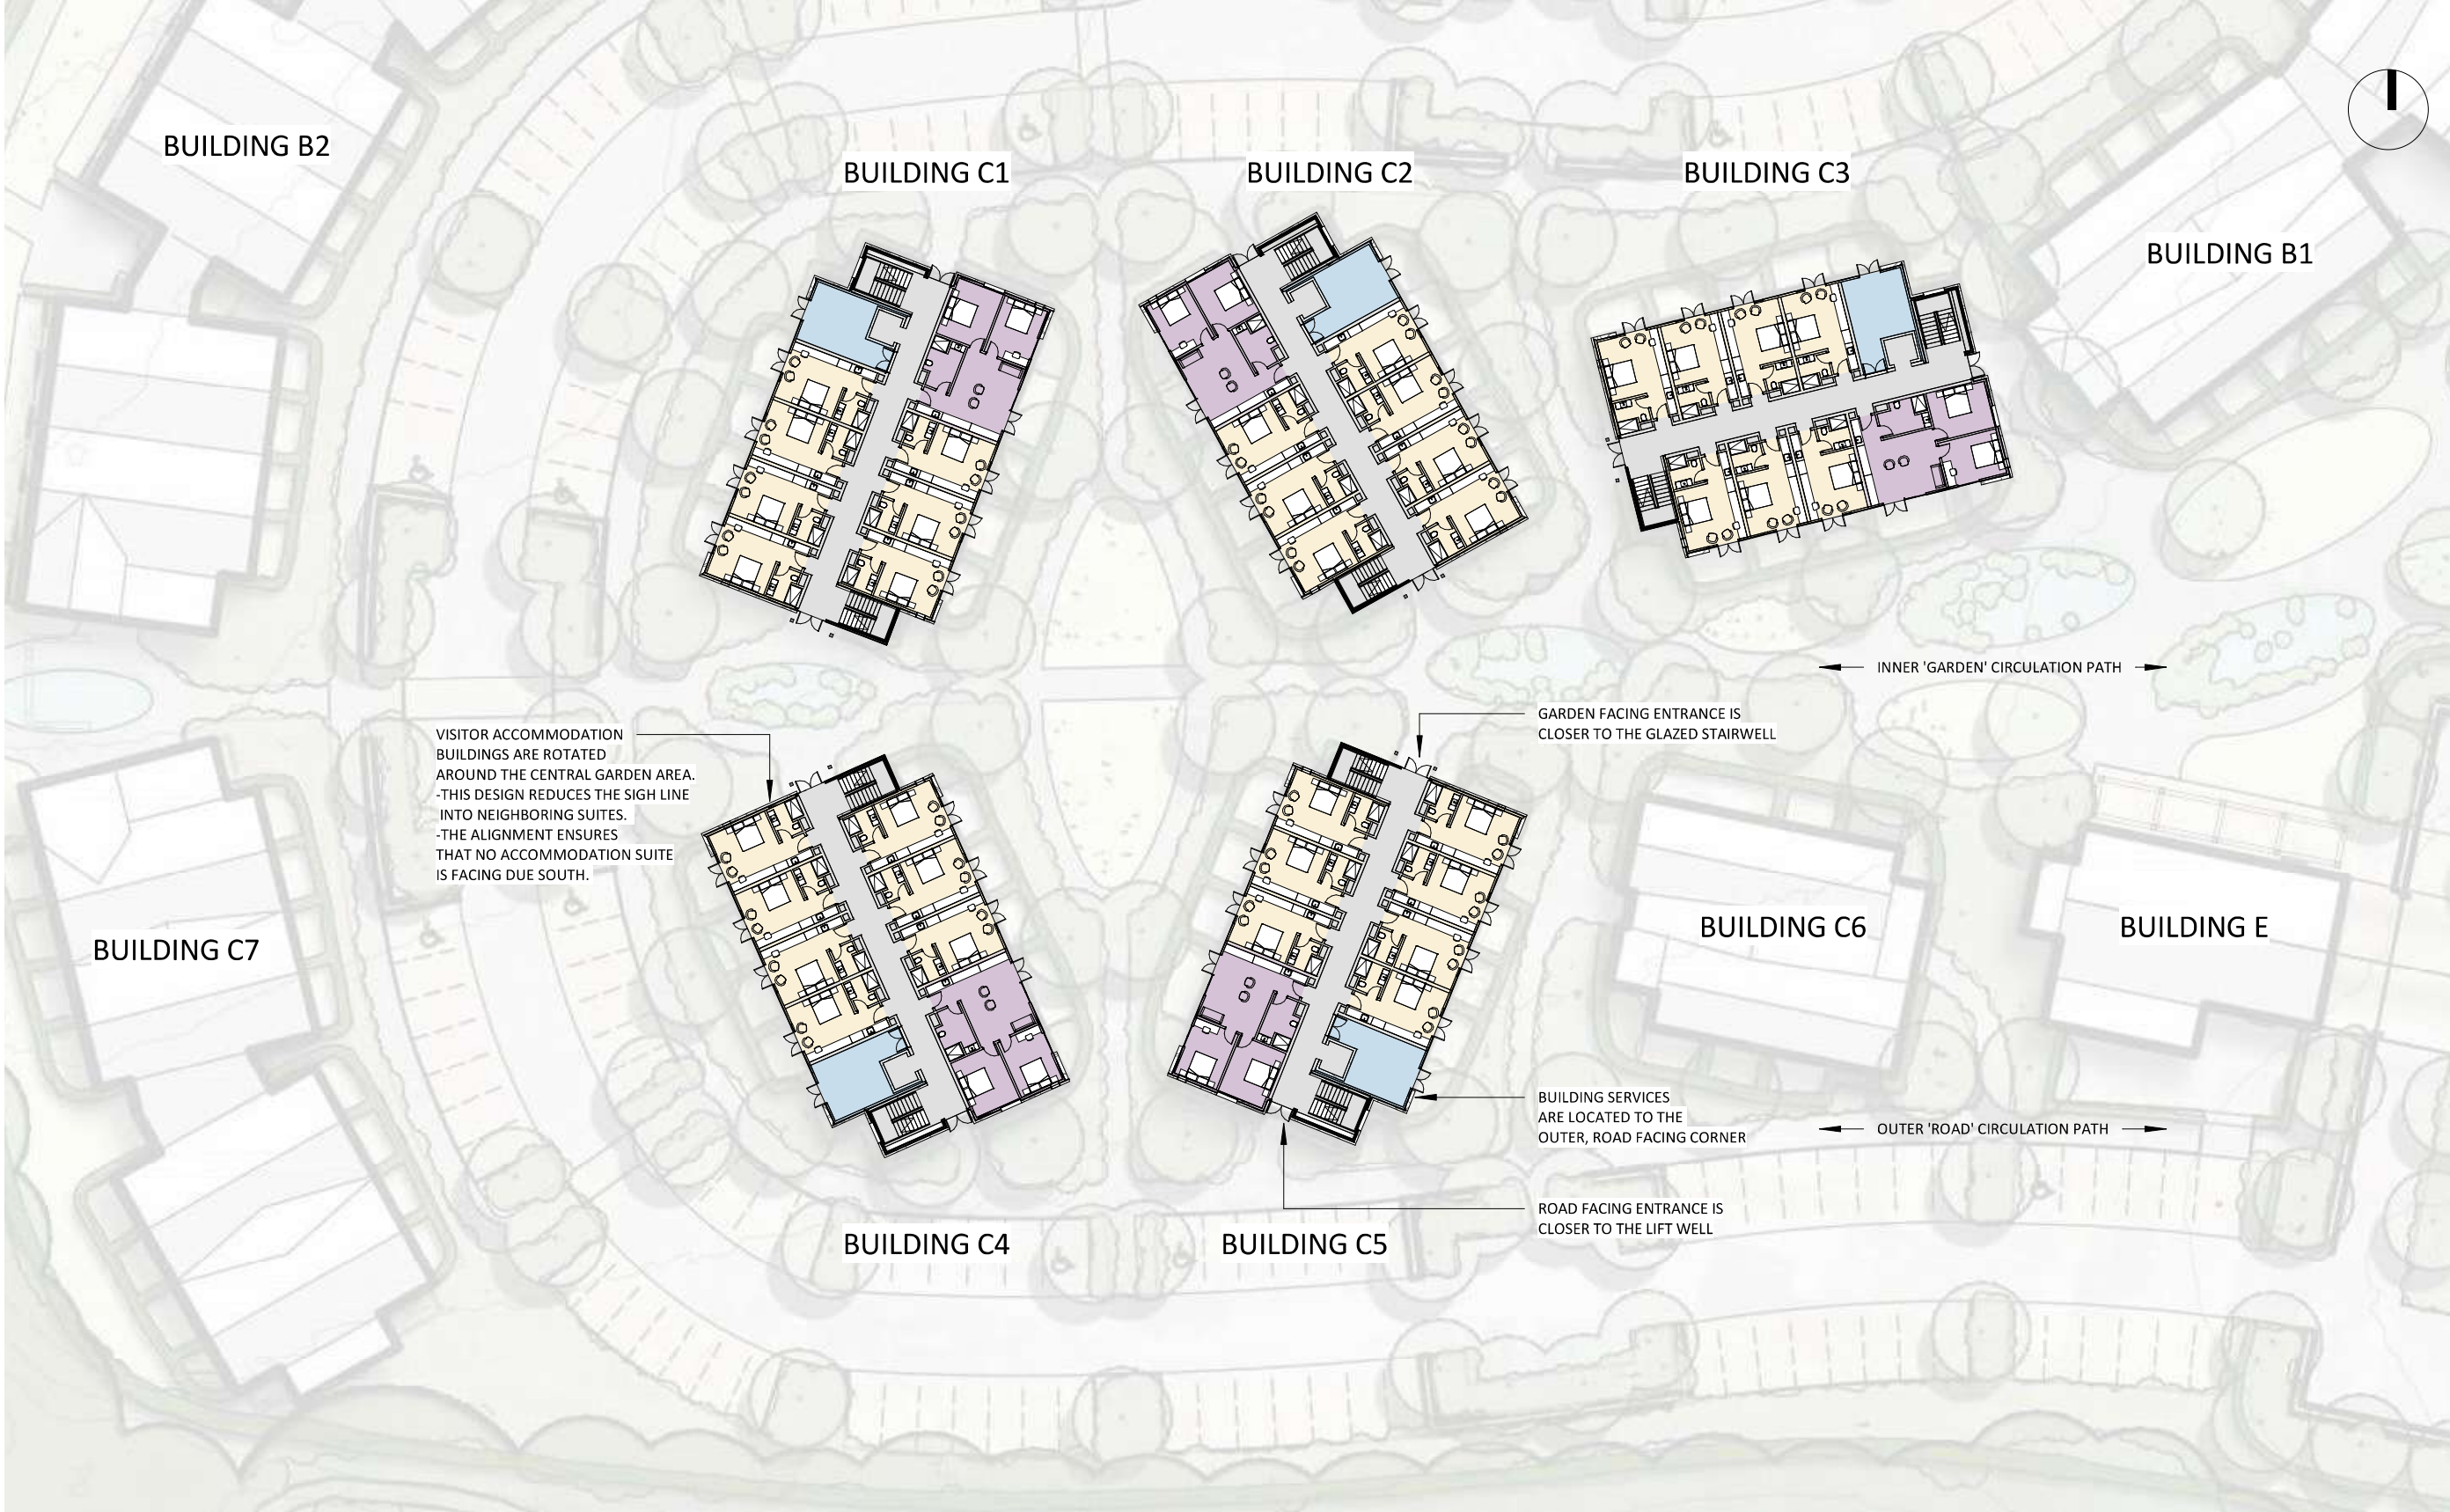 BUILDING B2
BUILDING C1
BUILDING C2
BUILDING C3
BUILDING B1
INNER 'GARDEN' CIRCULATION PATH
GARDEN FACING ENTRANCE IS
CLOSER TO THE GLAZED STAIRWELL
VISITOR ACCOMMODATION
BUILDINGS ARE ROTATED
AROUND THE CENTRAL GARDEN AREA.
-THIS DESIGN REDUCES THE SIGH LINE
INTO NEIGHBORING SUITES.
-THE ALIGNMENT ENSURES
THAT NO ACCOMMODATION SUITE
IS FACING DUE SOUTH.
BUILDING C7
BUILDING C6
BUILDING E
BUILDING SERVICES
ARE LOCATED TO THE
OUTER, ROAD FACING CORNER
OUTER 'ROAD' CIRCULATION PATH
ROAD FACING ENTRANCE IS
CLOSER TO THE LIFT WELL
BUILDING C4
BUILDING C5